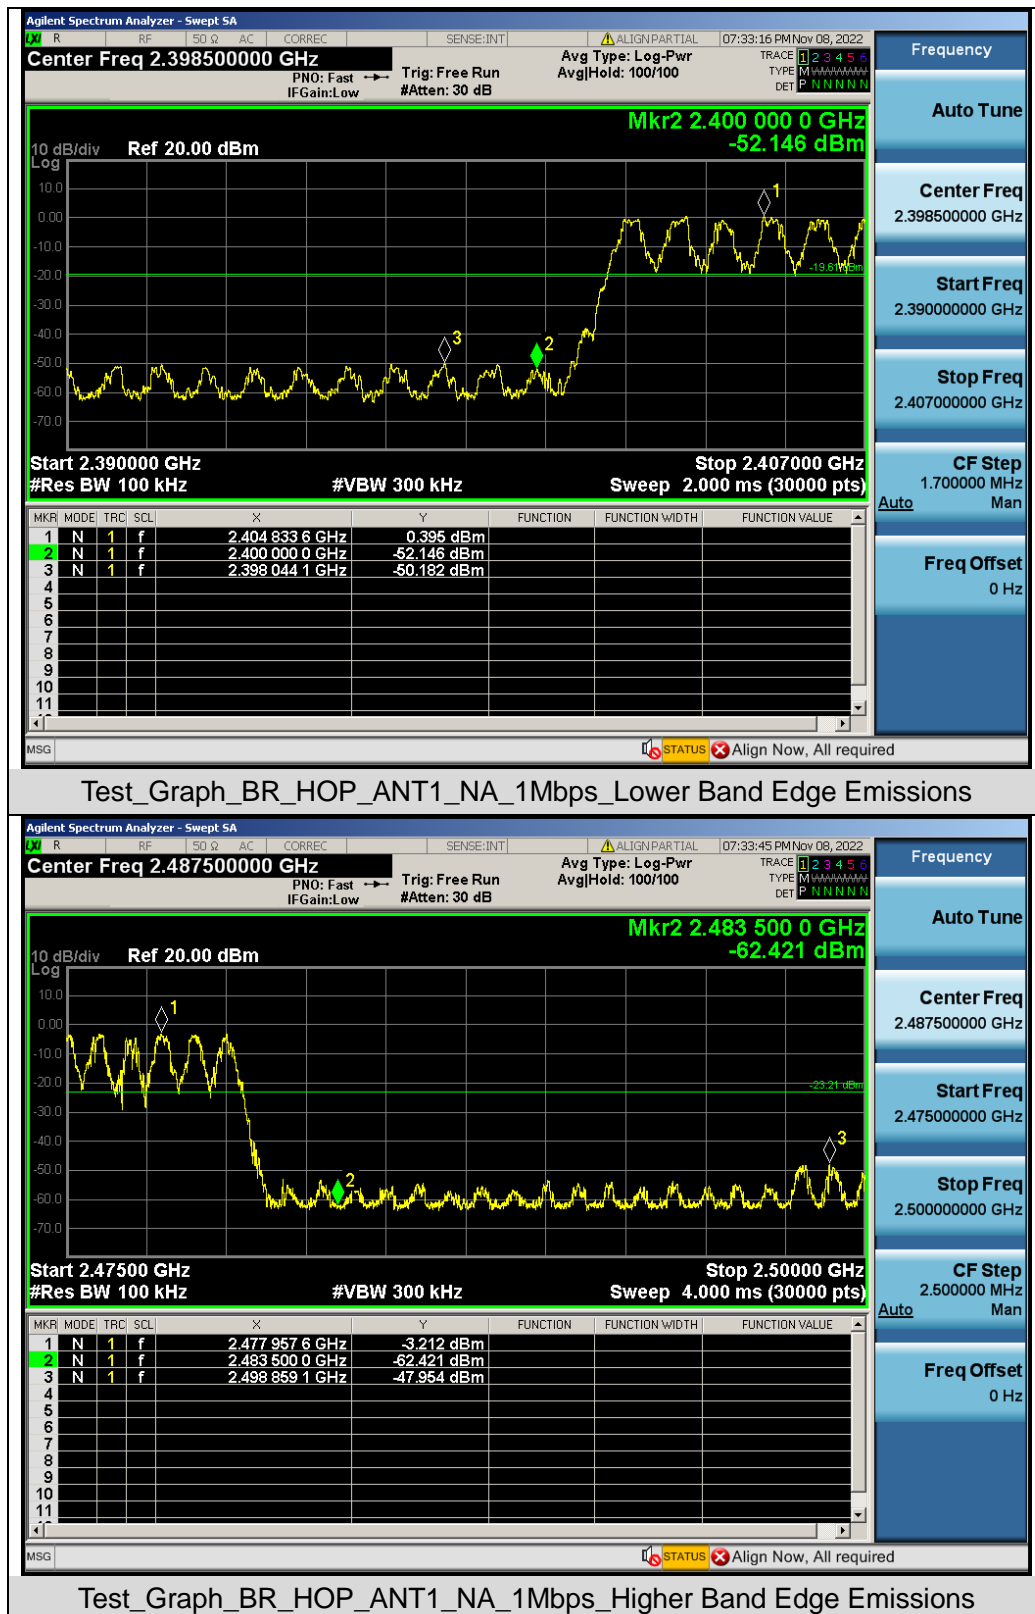 Agilent Spectrum Analyzer - Swept SA
LXI R RF 50 Ω AC CORREC SENSE:INT ALIGN PARTIAL 07:33:16 PM Nov 08, 2022
Center Freq 2.398500000 GHz
PNO: Fast
IFGain:Low
Trig: Free Run
#Atten: 30 dB
Avg Type: Log-Pwr
Avg|Hold: 100/100
TRACE 1 2 3 4 5 6
TYPE M WWWWW
DET P N N N N N
Mkr2 2.400 000 0 GHz
-52.146 dBm
10 dB/div Ref 20.00 dBm
Log
10.0
0.00
-10.0
-20.0
-30.0
-40.0
-50.0
-60.0
-70.0
1
-19.61 dBm
3
2
Start 2.390000 GHz Stop 2.407000 GHz
#Res BW 100 kHz #VBW 300 kHz Sweep 2.000 ms (30000 pts)
MKR MODE TRC SCL X Y FUNCTION FUNCTION WIDTH FUNCTION VALUE
1 N 1 f 2.404 833 6 GHz 0.395 dBm
2 N 1 f 2.400 000 0 GHz -52.146 dBm
3 N 1 f 2.398 044 1 GHz -50.182 dBm
4
5
6
7
8
9
10
11
MSG STATUS Align Now, All required
Frequency
Auto Tune
Center Freq
2.398500000 GHz
Start Freq
2.390000000 GHz
Stop Freq
2.407000000 GHz
CF Step
1.700000 MHz
Auto Man
Freq Offset
0 Hz
Test_Graph_BR_HOP_ANT1_NA_1Mbps_Lower Band Edge Emissions
Agilent Spectrum Analyzer - Swept SA
LXI R RF 50 Ω AC CORREC SENSE:INT ALIGN PARTIAL 07:33:45 PM Nov 08, 2022
Center Freq 2.487500000 GHz
PNO: Fast
IFGain:Low
Trig: Free Run
#Atten: 30 dB
Avg Type: Log-Pwr
Avg|Hold: 100/100
TRACE 1 2 3 4 5 6
TYPE M WWWWW
DET P N N N N N
Mkr2 2.483 500 0 GHz
-62.421 dBm
10 dB/div Ref 20.00 dBm
Log
10.0
0.00
-10.0
-20.0
-30.0
-40.0
-50.0
-60.0
-70.0
1
-23.21 dBm
3
2
Start 2.47500 GHz Stop 2.50000 GHz
#Res BW 100 kHz #VBW 300 kHz Sweep 4.000 ms (30000 pts)
MKR MODE TRC SCL X Y FUNCTION FUNCTION WIDTH FUNCTION VALUE
1 N 1 f 2.477 957 6 GHz -3.212 dBm
2 N 1 f 2.483 500 0 GHz -62.421 dBm
3 N 1 f 2.498 859 1 GHz -47.954 dBm
4
5
6
7
8
9
10
11
MSG STATUS Align Now, All required
Frequency
Auto Tune
Center Freq
2.487500000 GHz
Start Freq
2.475000000 GHz
Stop Freq
2.500000000 GHz
CF Step
2.500000 MHz
Auto Man
Freq Offset
0 Hz
Test_Graph_BR_HOP_ANT1_NA_1Mbps_Higher Band Edge Emissions